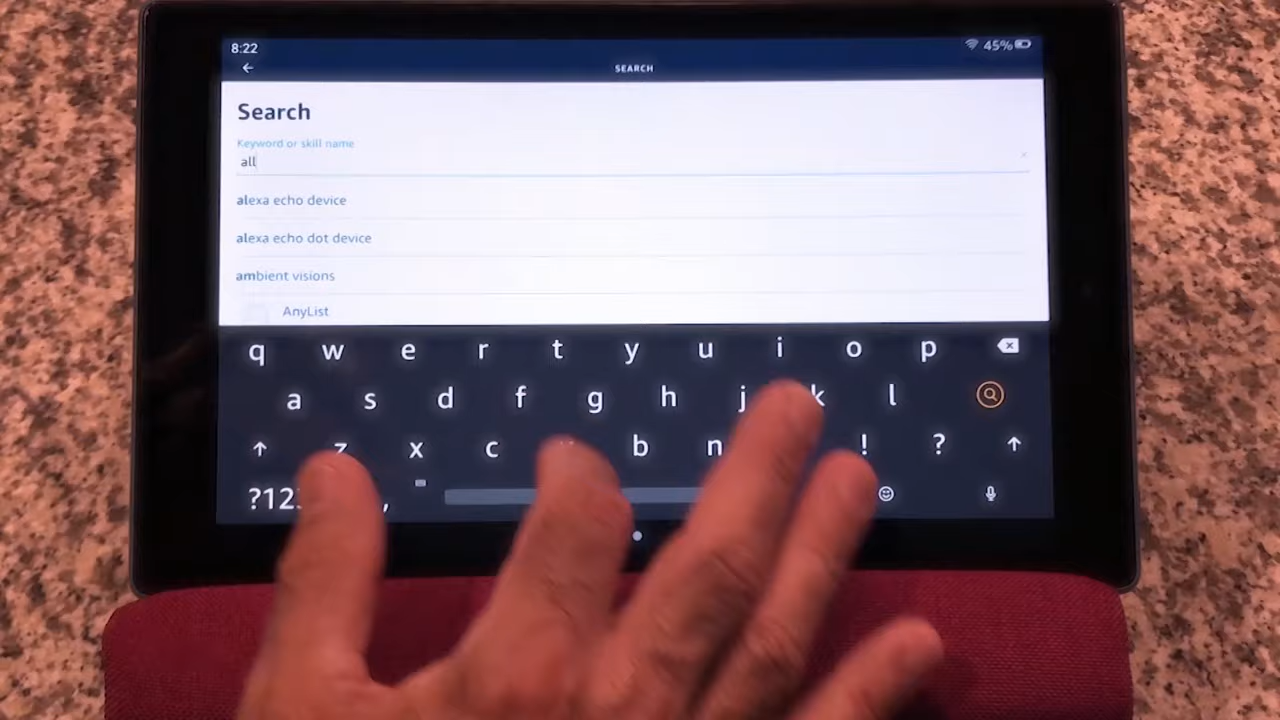 8:22
45%
SEARCH
Search
Keyword or skill name
all
alexa echo device
alexa echo dot device
ambient visions
AnyList
q w e r t y u i o p
a s d f g h j k l
z x c b n ! ?
?123 ,